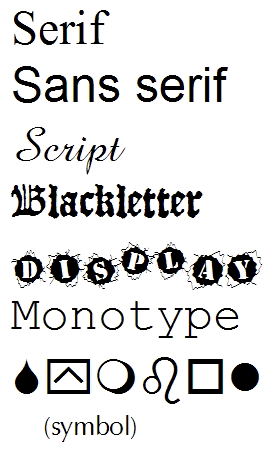 Serif
Sans serif
Script
Blackletter
DISPLAY
Monotype
(symbol)